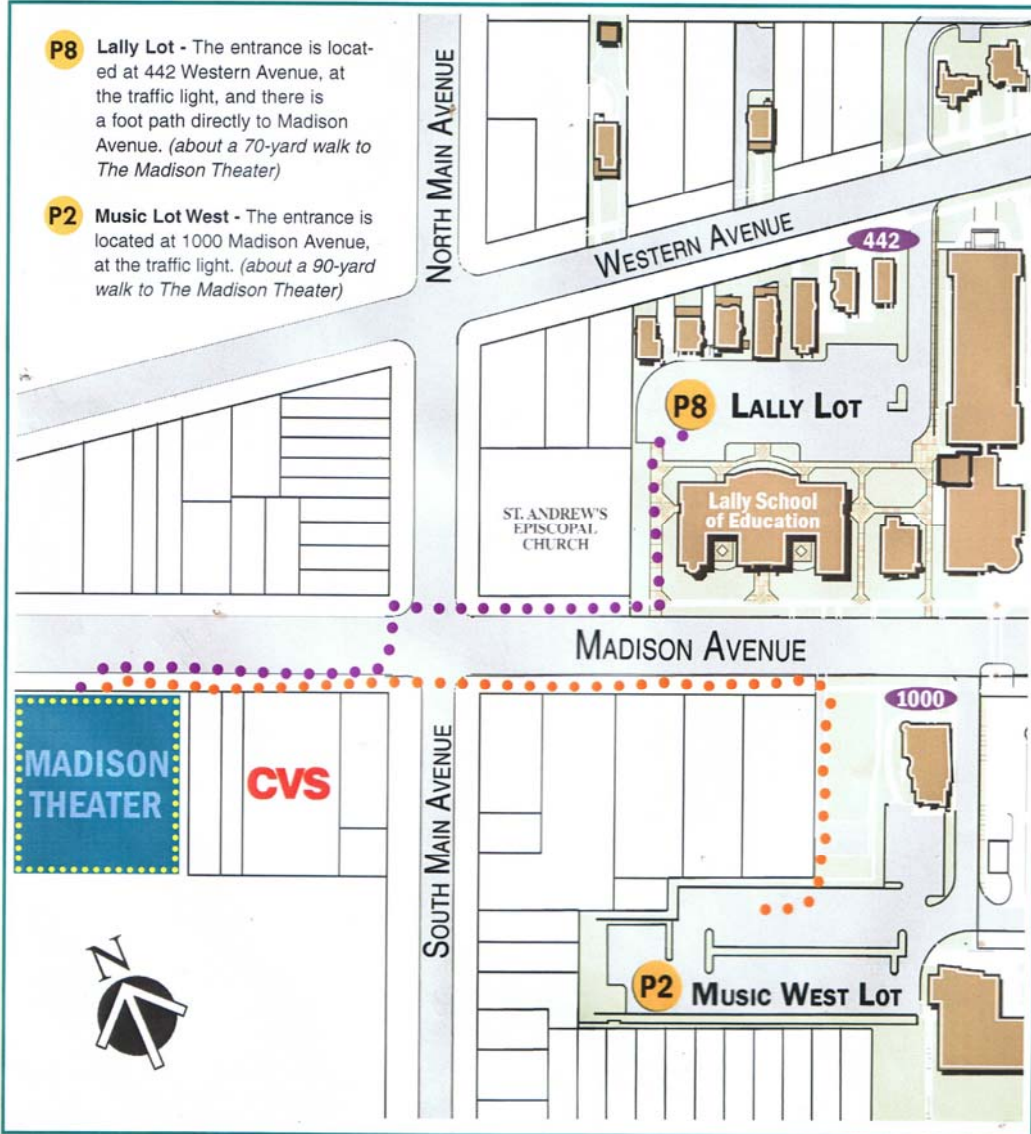 P8 Lally Lot - The entrance is locat-
ed at 442 Western Avenue, at
the traffic light, and there is
a foot path directly to Madison
Avenue. (about a 70-yard walk to
The Madison Theater)
P2 Music Lot West - The entrance is
located at 1000 Madison Avenue,
at the traffic light. (about a 90-yard
walk to The Madison Theater)
NORTH MAIN AVENUE
WESTERN AVENUE
442
P8 LALLY LOT
ST. ANDREW'S
EPISCOPAL
CHURCH
Lally School
of Education
MADISON AVENUE
1000
MADISON
THEATER
CVS
SOUTH MAIN AVENUE
P2 MUSIC WEST LOT
N